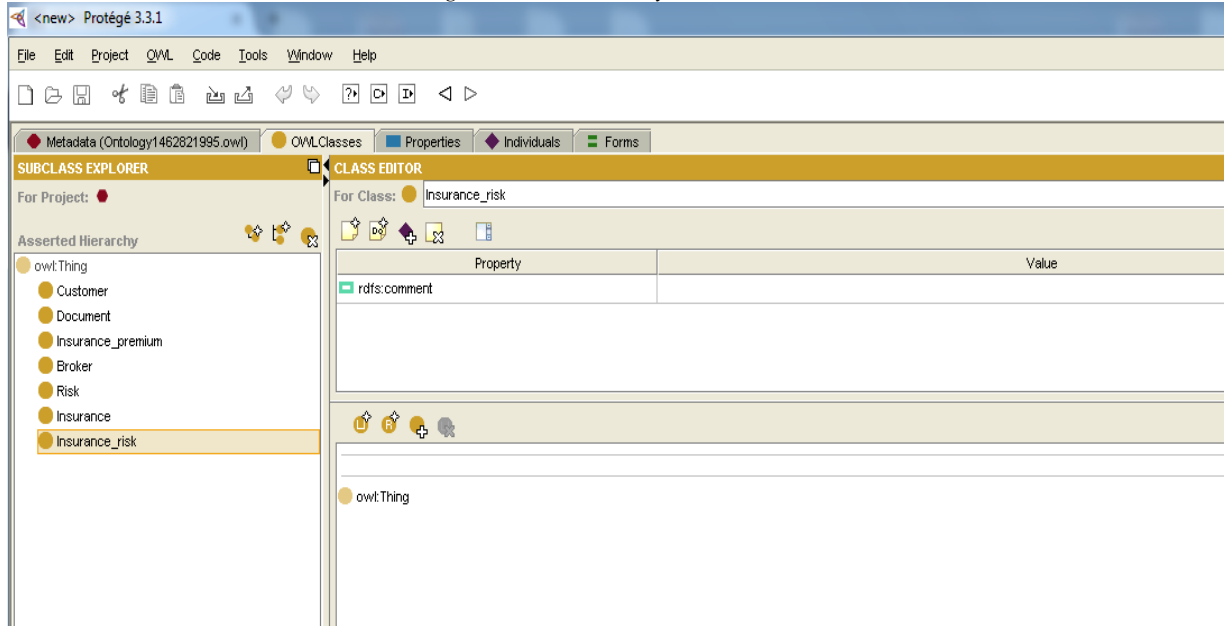 <new> Protégé 3.3.1
File Edit Project OWL Code Tools Window Help
Metadata (Ontology1462821995.owl) OWLClasses Properties Individuals Forms
SUBCLASS EXPLORER
CLASS EDITOR
For Project:
For Class: Insurance_risk
Asserted Hierarchy
Property Value
owl:Thing
rdfs:comment
Customer
Document
Insurance_premium
Broker
Risk
Insurance
Insurance_risk
owl:Thing